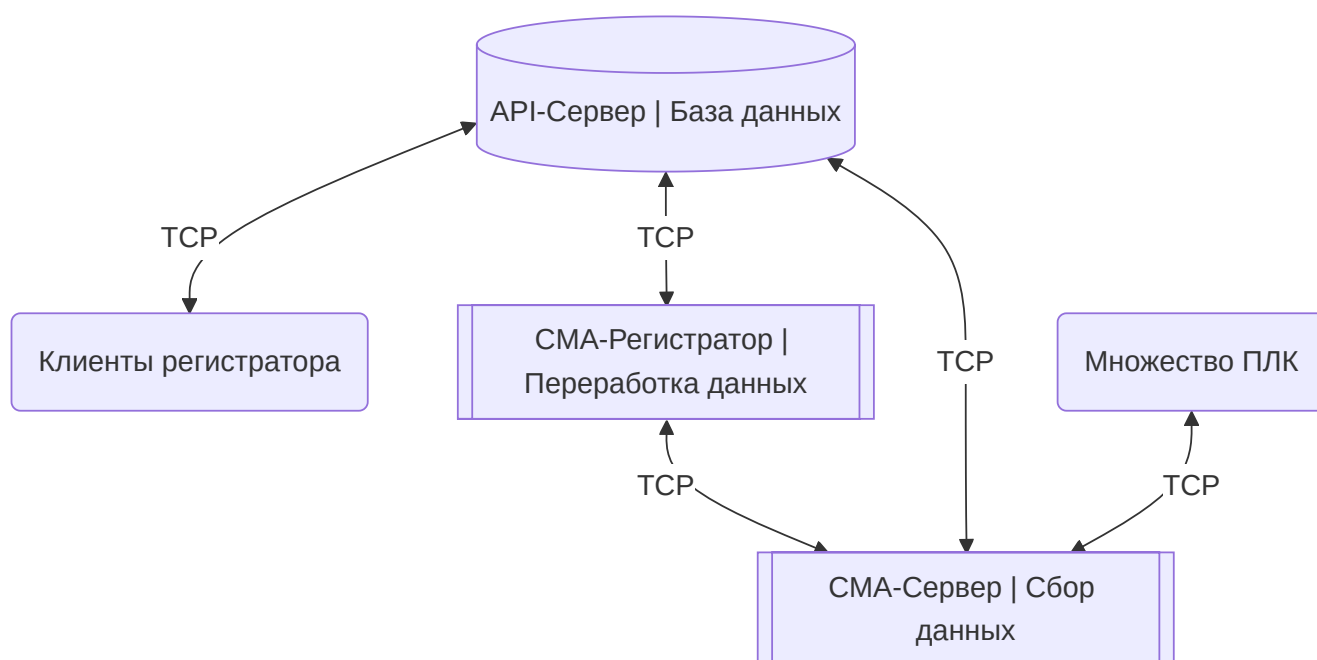 API-Сервер | База данных
TCP
TCP
Клиенты регистратора
СМА-Регистратор |
Переработка данных
TCP
Множество ПЛК
TCP
TCP
СМА-Сервер | Сбор
данных